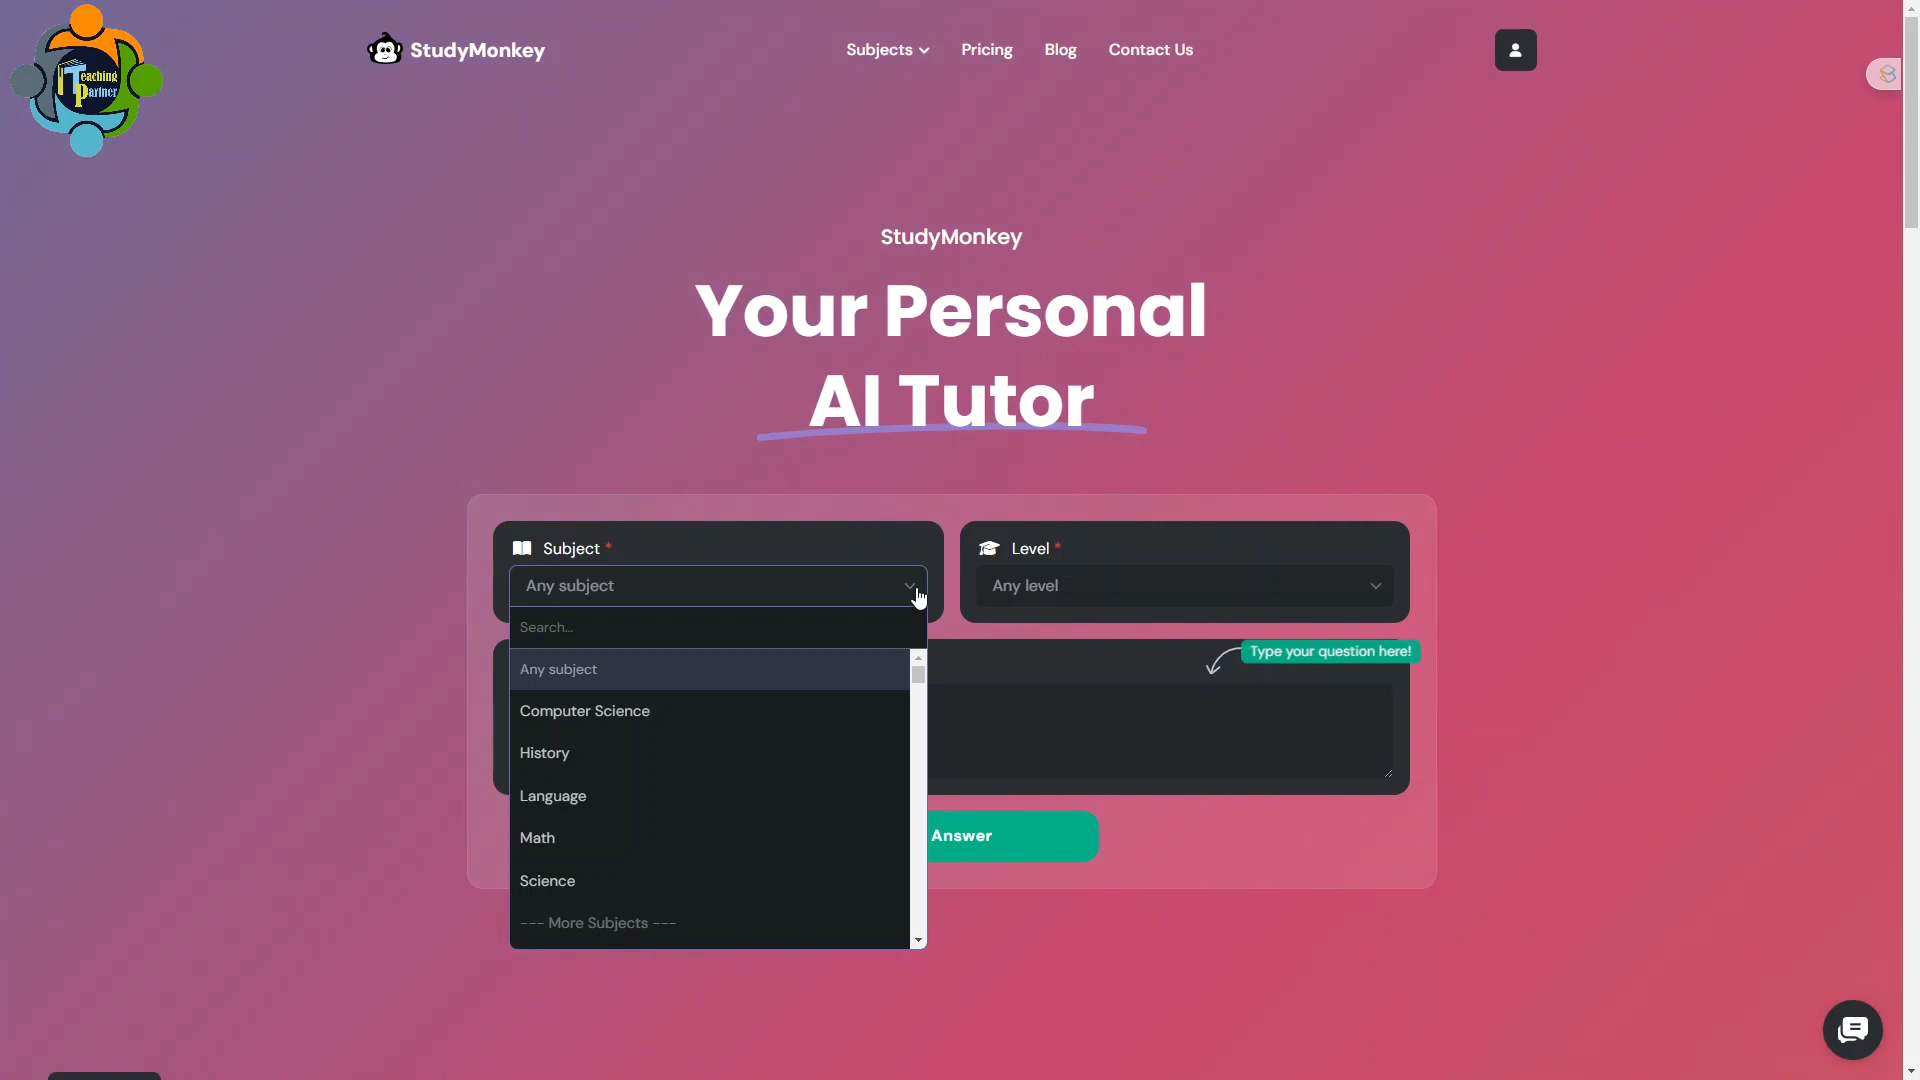 Teaching
Partner
StudyMonkey
Subjects
Pricing
Blog
Contact Us
StudyMonkey
Your Personal
AI Tutor
Subject *
Any subject
Search...
Any subject
Computer Science
History
Language
Math
Science
--- More Subjects ---
Level *
Any level
Type your question here!
Answer